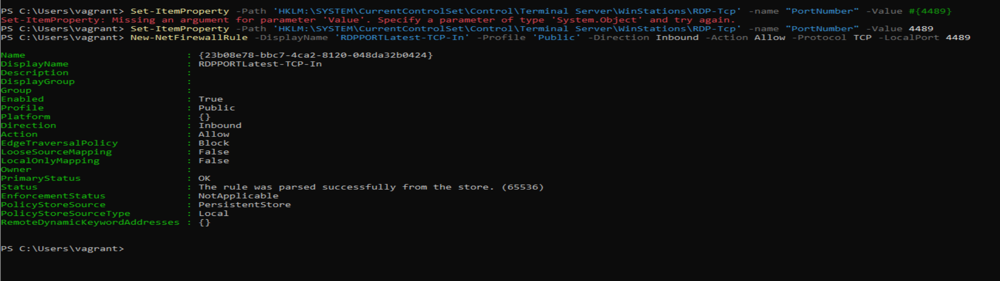 PS C:\Users\vagrant> Set-ItemProperty -Path 'HKLM:\SYSTEM\CurrentControlSet\Control\Terminal Server\WinStations\RDP-Tcp' -name "PortNumber" -Value #{4489}
Set-ItemProperty: Missing an argument for parameter 'Value'. Specify a parameter of type 'System.Object' and try again.
PS C:\Users\vagrant> Set-ItemProperty -Path 'HKLM:\SYSTEM\CurrentControlSet\Control\Terminal Server\WinStations\RDP-Tcp' -name "PortNumber" -Value 4489
PS C:\Users\vagrant> New-NetFirewallRule -DisplayName 'RDPPORTLatest-TCP-In' -Profile 'Public' -Direction Inbound -Action Allow -Protocol TCP -LocalPort 4489
Name : {23b08e78-bbc7-4ca2-8120-048da32b0424}
DisplayName : RDPPORTLatest-TCP-In
Description :
DisplayGroup :
Group :
Enabled : True
Profile : Public
Platform : {}
Direction : Inbound
Action : Allow
EdgeTraversalPolicy : Block
LooseSourceMapping : False
LocalOnlyMapping : False
Owner :
PrimaryStatus : OK
Status : The rule was parsed successfully from the store. (65536)
EnforcementStatus : NotApplicable
PolicyStoreSource : PersistentStore
PolicyStoreSourceType : Local
RemoteDynamicKeywordAddresses : {}
PS C:\Users\vagrant>